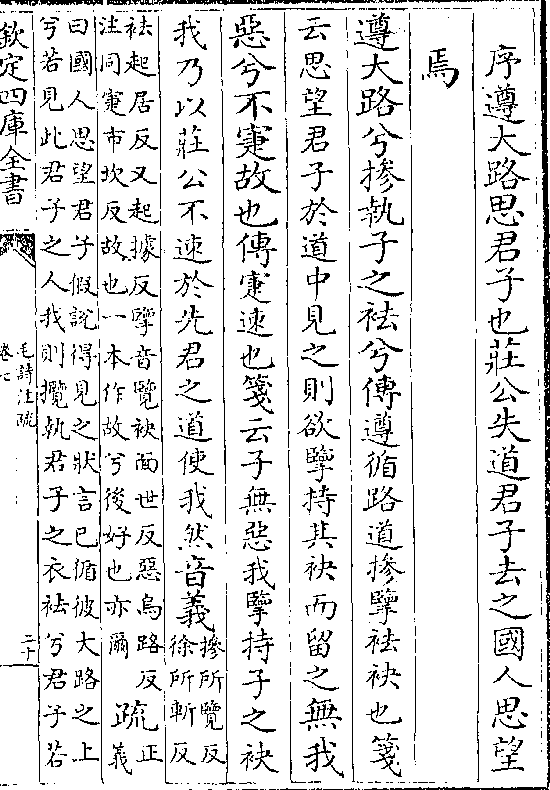 序遵大路思君子也莊公失道君子去之國人思望
焉
遵大路兮摻執子之袪兮傳遵循路道摻擥袪袂也箋
云思望君子於道中見之則欲擥持其袂而留之無我
惡兮不寁故也傳寁速也箋云子無惡我擥持子之袂
我乃以莊公不速於先君之道使我然音義摻所覽反
徐所斬反
袪起居反又起據反擥音覽袂面世反惡烏路反
注同寁市坎反故也一本作故兮後好也亦爾疏正
義
曰國人思望君子假說得見之狀言已循彼大路之上
兮若見此君子之人我則攬執君子之衣袪兮君子若
欽定四庫全書
毛詩注疏
卷七
二十